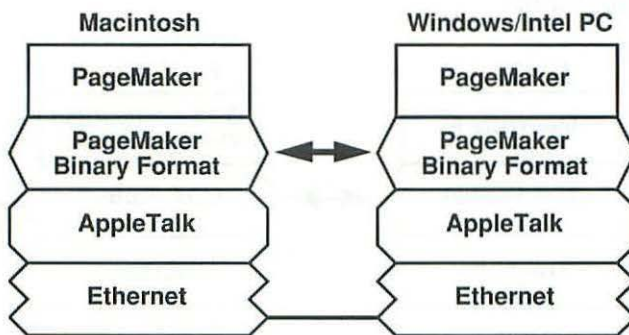 Macintosh
Windows/Intel PC
PageMaker
PageMaker
PageMaker
Binary Format
PageMaker
Binary Format
AppleTalk
AppleTalk
Ethernet
Ethernet